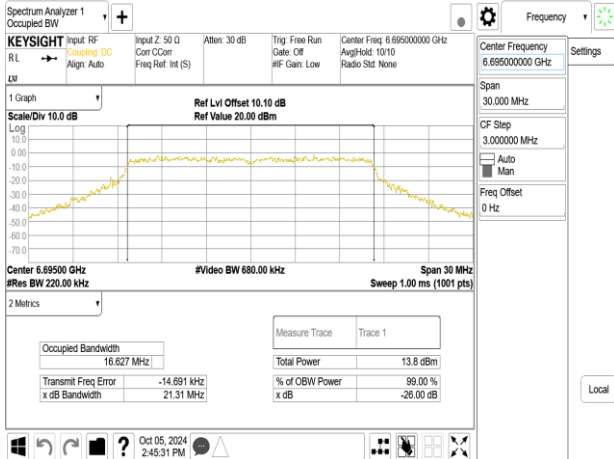 Spectrum Analyzer 1
Occupied BW
Frequency
KEYSIGHT
RL
LXI
Input: RF
Coupling: DC
Align: Auto
Input Z: 50 Ω
Corr CCorr
Freq Ref: Int (S)
Atten: 30 dB
Trig: Free Run
Gate: Off
#IF Gain: Low
Center Freq: 6.695000000 GHz
Avg|Hold: 10/10
Radio Std: None
Center Frequency
6.695000000 GHz
Settings
Span
30.000 MHz
CF Step
3.000000 MHz
Auto
Man
Freq Offset
0 Hz
1 Graph
Scale/Div 10.0 dB
Ref Lvl Offset 10.10 dB
Ref Value 20.00 dBm
Log
10.0
0.00
-10.0
-20.0
-30.0
-40.0
-50.0
-60.0
-70.0
Center 6.69500 GHz
#Res BW 220.00 kHz
#Video BW 680.00 kHz
Span 30 MHz
Sweep 1.00 ms (1001 pts)
2 Metrics
Measure Trace Trace 1
Occupied Bandwidth
16.627 MHz
Total Power 13.8 dBm
Transmit Freq Error -14.691 kHz
% of OBW Power 99.00 %
x dB Bandwidth 21.31 MHz
x dB -26.00 dB
Local
?
Oct 05, 2024
2:45:31 PM